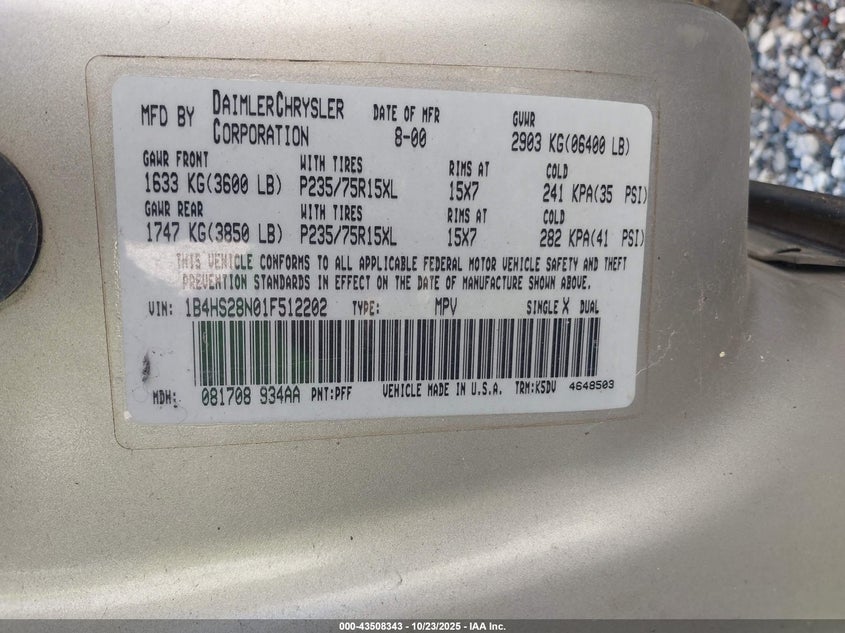 MFD BY DAIMLERCHRYSLER CORPORATION DATE OF MFR 8-00 GVWR 2903 KG(06400 LB)
GAWR FRONT WITH TIRES RIMS AT COLD
1633 KG(3600 LB) P235/75R15XL 15X7 241 KPA(35 PSI)
GAWR REAR WITH TIRES RIMS AT COLD
1747 KG(3850 LB) P235/75R15XL 15X7 282 KPA(41 PSI)
THIS VEHICLE CONFORMS TO ALL APPLICABLE FEDERAL MOTOR VEHICLE SAFETY AND THEFT
PREVENTION STANDARDS IN EFFECT ON THE DATE OF MANUFACTURE SHOWN ABOVE.
VIN: 1B4HS28N01F512202 TYPE: MPV SINGLE X DUAL
MDH: 081708 934AA PNT:PFF VEHICLE MADE IN U.S.A. TRM:K5DV 4648503
000-43508343 | 10/23/2025 | IAA Inc.